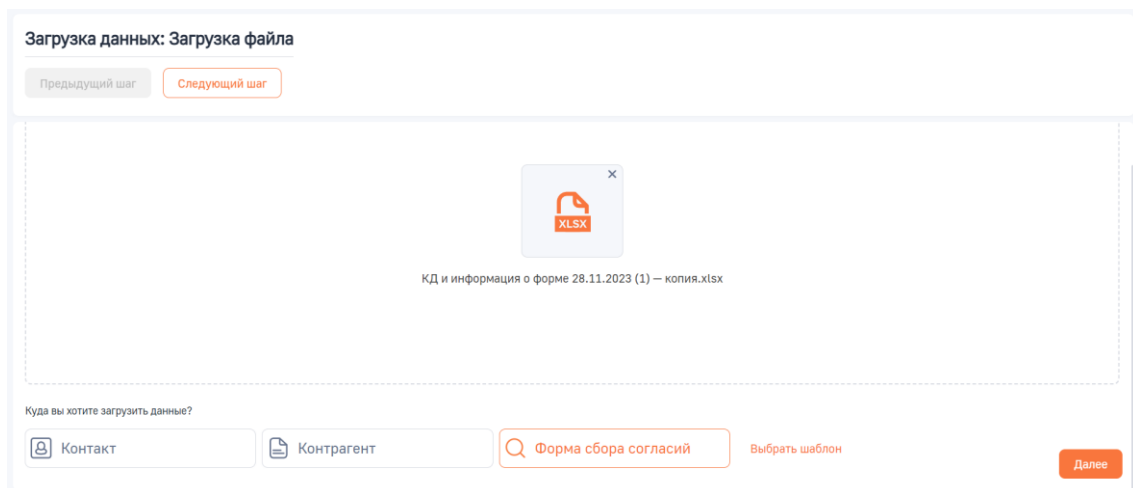 Загрузка данных: Загрузка файла
Предыдущий шаг Следующий шаг
XLSX
КД и информация о форме 28.11.2023 (1) — копия.xlsx
Куда вы хотите загрузить данные?
Контакт Контрагент Форма сбора согласий Выбрать шаблон
Далее